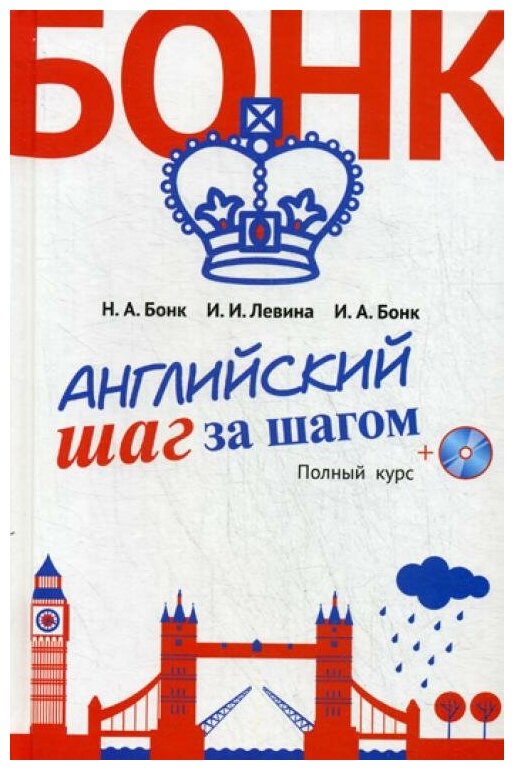 БОНК
Н. А. Бонк И. И. Левина И. А. Бонк
АНГЛИЙСКИЙ
шаг за шагом
+
Полный курс